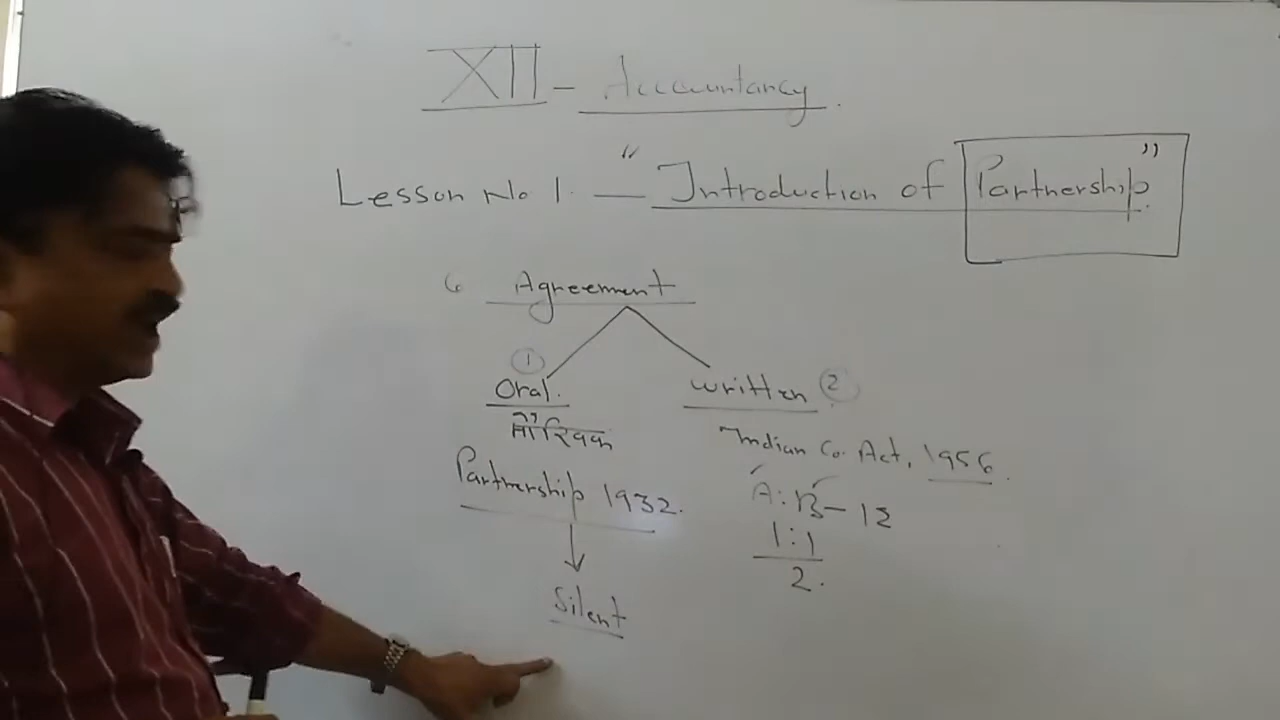 XII - Accountancy.
Lesson No 1. — "Introduction of Partnership."
Agreement
1 2
Oral. written
मौखिक
Indian Co. Act, 1956.
Partnership 1932.
A:B — 12
1:1
2.
Silent